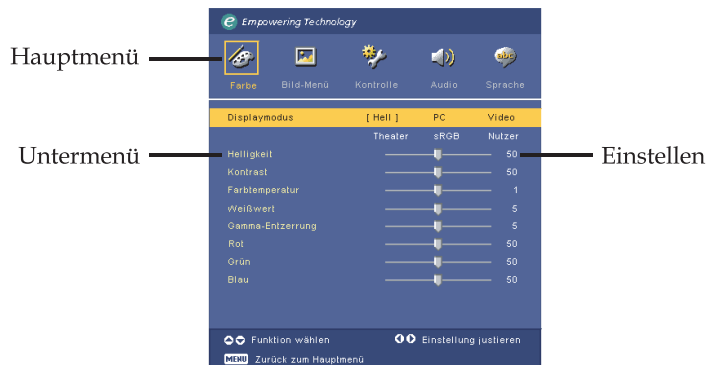 e Empowering Technology
Hauptmenü
Farbe Bild-Menü Kontrolle Audio Sprache
abc
Displaymodus [ Hell ] PC Video
Theater sRGB Nutzer
Untermenü
Helligkeit 50
Einstellen
Kontrast 50
Farbtemperatur 1
Weißwert 5
Gamma-Entzerrung 5
Rot 50
Grün 50
Blau 50
Funktion wählen Einstellung justieren
MENU Zurück zum Hauptmenü